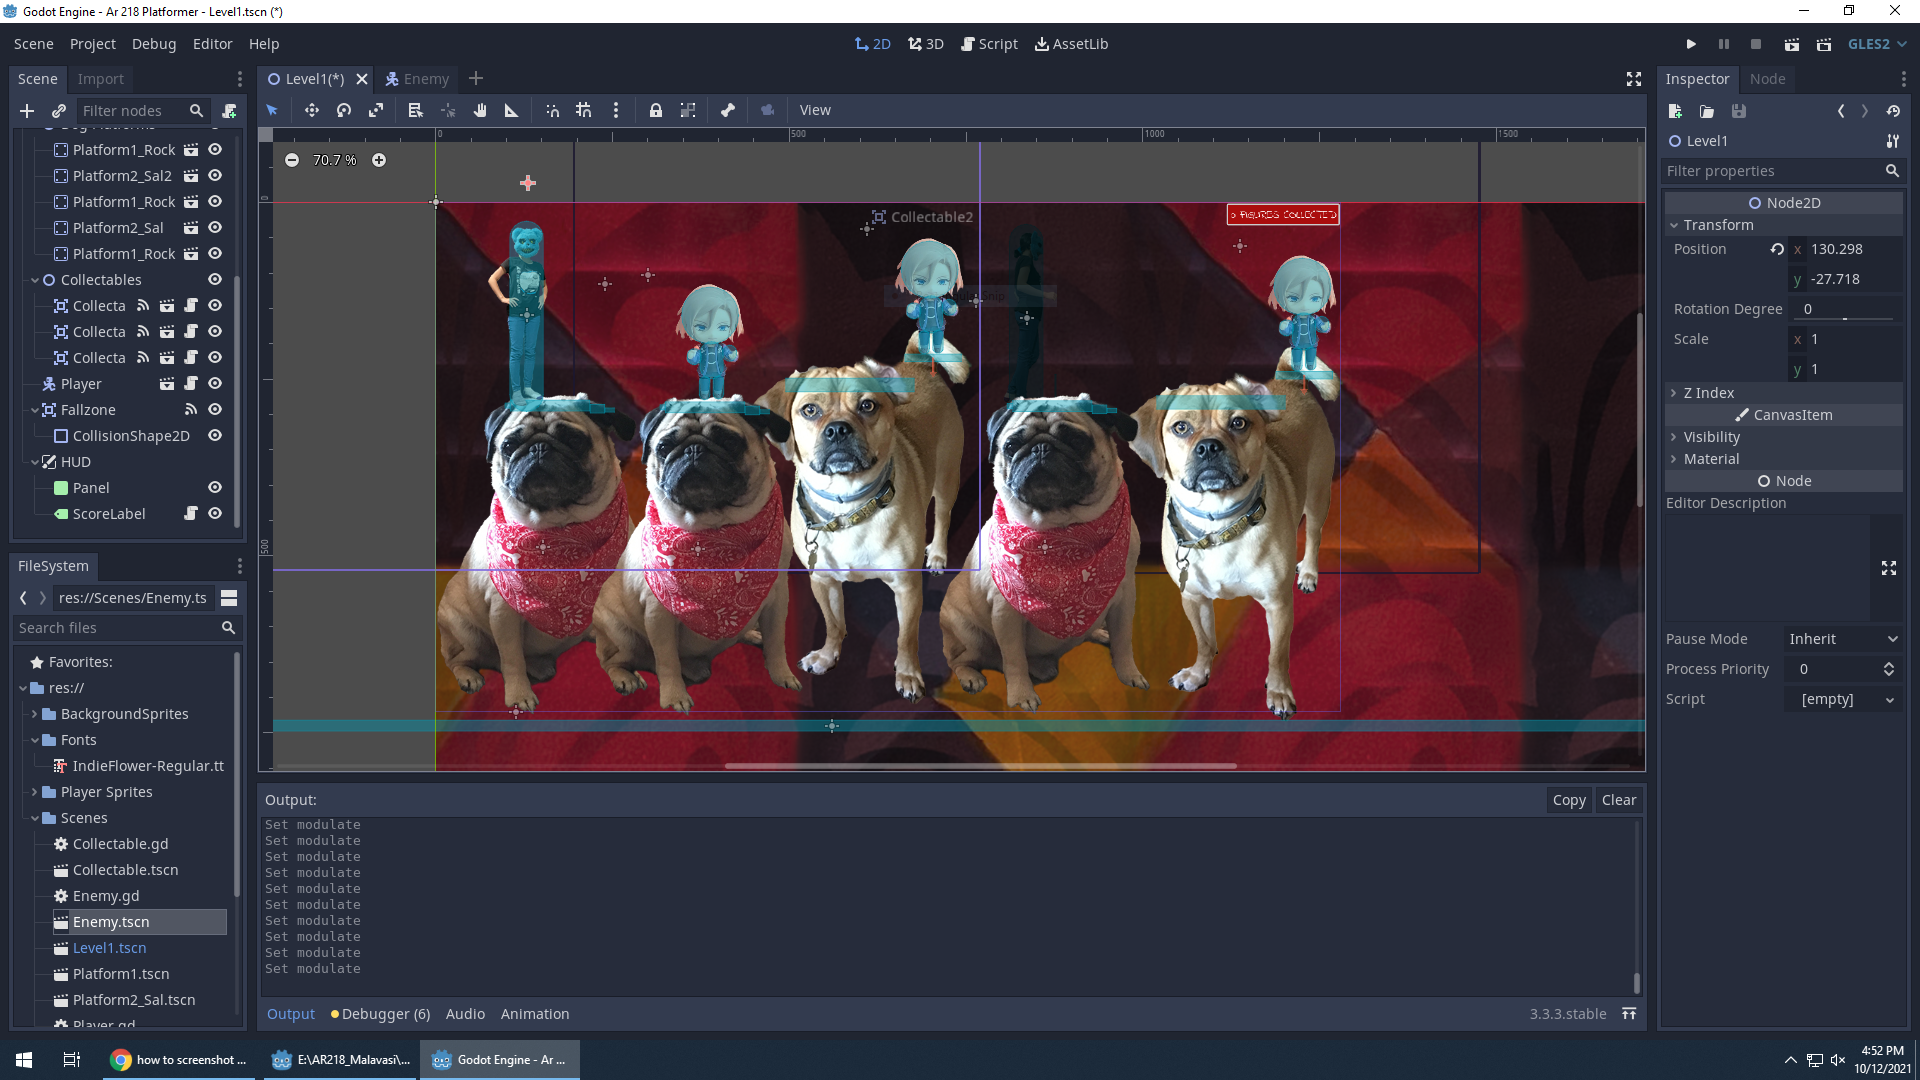 Godot Engine - Ar 218 Platformer - Level1.tscn (*)
Scene Project Debug Editor Help
2D 3D Script AssetLib
GLES2
Scene Import
Level1(*) Enemy
Inspector Node
Filter nodes
View
Level1
Filter properties
Platform1_Rock
Platform2_Sal2
Platform1_Rock
Platform2_Sal
Platform1_Rock
Collectables
Collecta
Collecta
Collecta
Player
Fallzone
CollisionShape2D
HUD
Panel
ScoreLabel
0 500 1000 1500
70.7 %
0
500
Collectable2
0 FIGURES COLLECTED
Ship
Node2D
Transform
Position x 130.298
y -27.718
Rotation Degree 0
Scale x 1
y 1
Z Index
CanvasItem
Visibility
Material
Node
Editor Description
Pause Mode Inherit
Process Priority 0
Script [empty]
FileSystem
res://Scenes/Enemy.ts
Search files
Favorites:
res://
BackgroundSprites
Fonts
IndieFlower-Regular.tt
Player Sprites
Scenes
Collectable.gd
Collectable.tscn
Enemy.gd
Enemy.tscn
Level1.tscn
Platform1.tscn
Platform2_Sal.tscn
Player.gd
Output:
Copy Clear
Set modulate
Set modulate
Set modulate
Set modulate
Set modulate
Set modulate
Set modulate
Set modulate
Set modulate
Set modulate
Output Debugger (6) Audio Animation
3.3.3.stable
how to screenshot ...
E:\AR218_Malavasi\...
Godot Engine - Ar ...
4:52 PM
10/12/2021